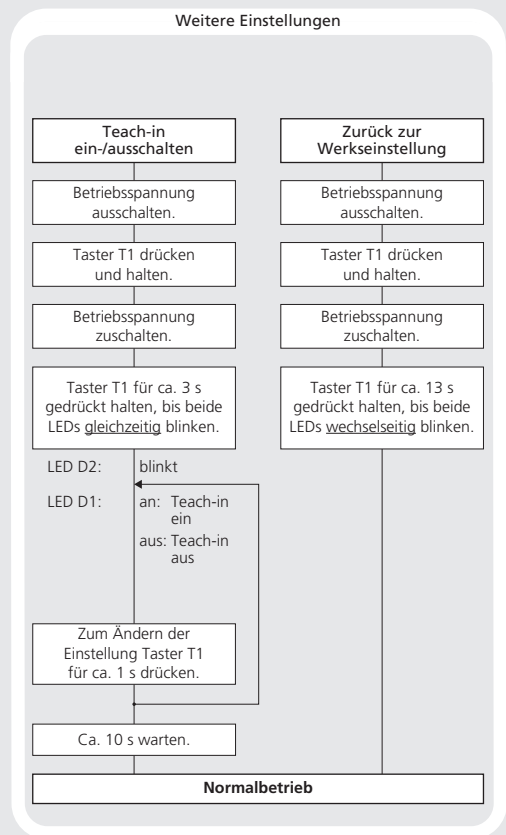 Weitere Einstellungen
Teach-in
ein-/ausschalten
Betriebsspannung
ausschalten.
Taster T1 drücken
und halten.
Betriebsspannung
zuschalten.
Taster T1 für ca. 3 s
gedrückt halten, bis beide
LEDs gleichzeitig blinken.
LED D2: blinkt
LED D1: an: Teach-in
ein
aus: Teach-in
aus
Zum Ändern der
Einstellung Taster T1
für ca. 1 s drücken.
Ca. 10 s warten.
Zurück zur
Werkseinstellung
Betriebsspannung
ausschalten.
Taster T1 drücken
und halten.
Betriebsspannung
zuschalten.
Taster T1 für ca. 13 s
gedrückt halten, bis beide
LEDs wechselseitig blinken.
Normalbetrieb